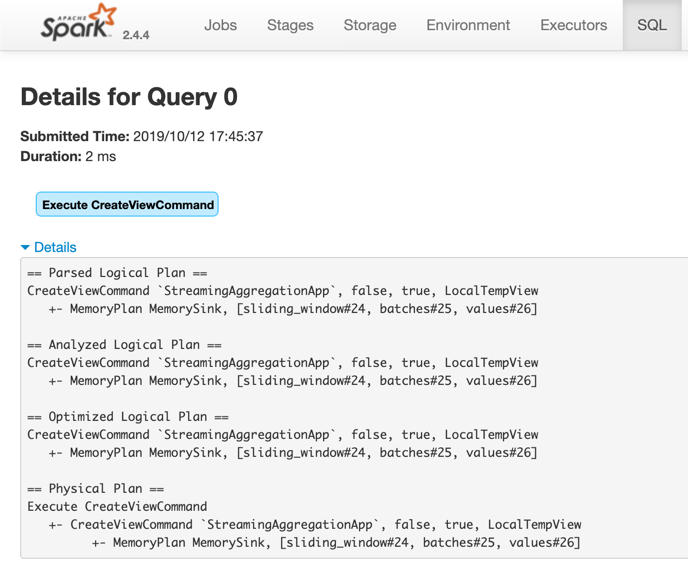 APACHE
Spark 2.4.4 Jobs Stages Storage Environment Executors SQL
Details for Query 0
Submitted Time: 2019/10/12 17:45:37
Duration: 2 ms
Execute CreateViewCommand
Details
== Parsed Logical Plan ==
CreateViewCommand `StreamingAggregationApp`, false, true, LocalTempView
   +- MemoryPlan MemorySink, [sliding_window#24, batches#25, values#26]

== Analyzed Logical Plan ==
CreateViewCommand `StreamingAggregationApp`, false, true, LocalTempView
   +- MemoryPlan MemorySink, [sliding_window#24, batches#25, values#26]

== Optimized Logical Plan ==
CreateViewCommand `StreamingAggregationApp`, false, true, LocalTempView
   +- MemoryPlan MemorySink, [sliding_window#24, batches#25, values#26]

== Physical Plan ==
Execute CreateViewCommand
   +- CreateViewCommand `StreamingAggregationApp`, false, true, LocalTempView
         +- MemoryPlan MemorySink, [sliding_window#24, batches#25, values#26]